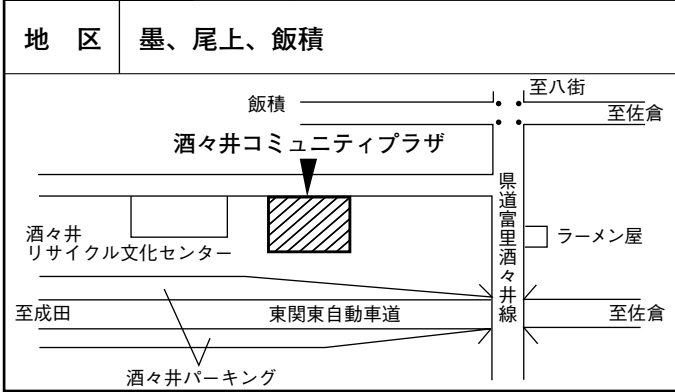 地 区
墨、尾上、飯積
至八街
飯積
至佐倉
酒々井コミュニティプラザ
県道富里酒々井線
酒々井
リサイクル文化センター
ラーメン屋
至成田
東関東自動車道
至佐倉
酒々井パーキング